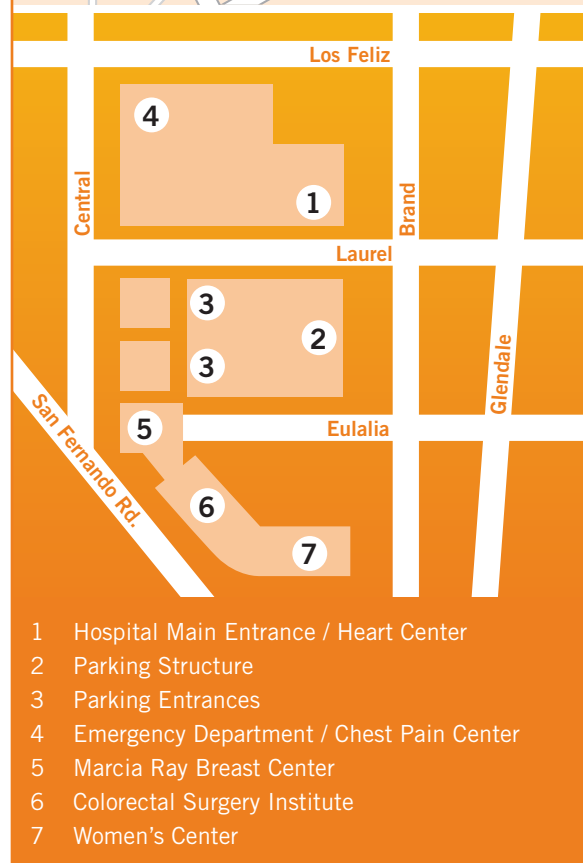 Los Feliz
4
Central
1
Brand
Laurel
3
2
3
Glendale
San Fernando Rd.
5
Eulalia
6
7
1 Hospital Main Entrance / Heart Center
2 Parking Structure
3 Parking Entrances
4 Emergency Department / Chest Pain Center
5 Marcia Ray Breast Center
6 Colorectal Surgery Institute
7 Women's Center